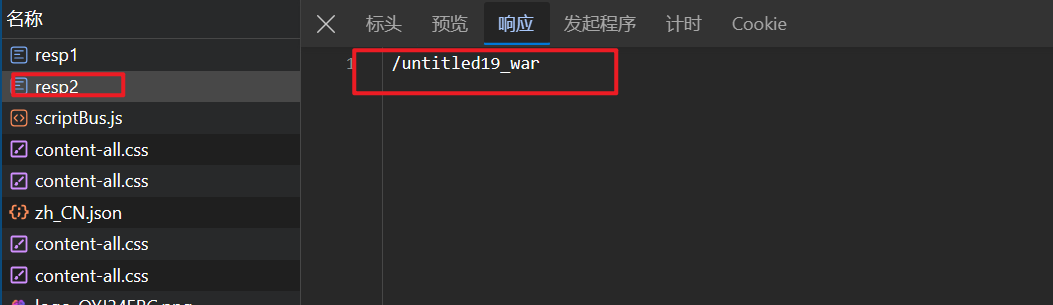 名称
标头 预览 响应 发起程序 计时 Cookie
resp1
resp2
scriptBus.js
content-all.css
content-all.css
zh_CN.json
content-all.css
content-all.css
1 /untitled19_war